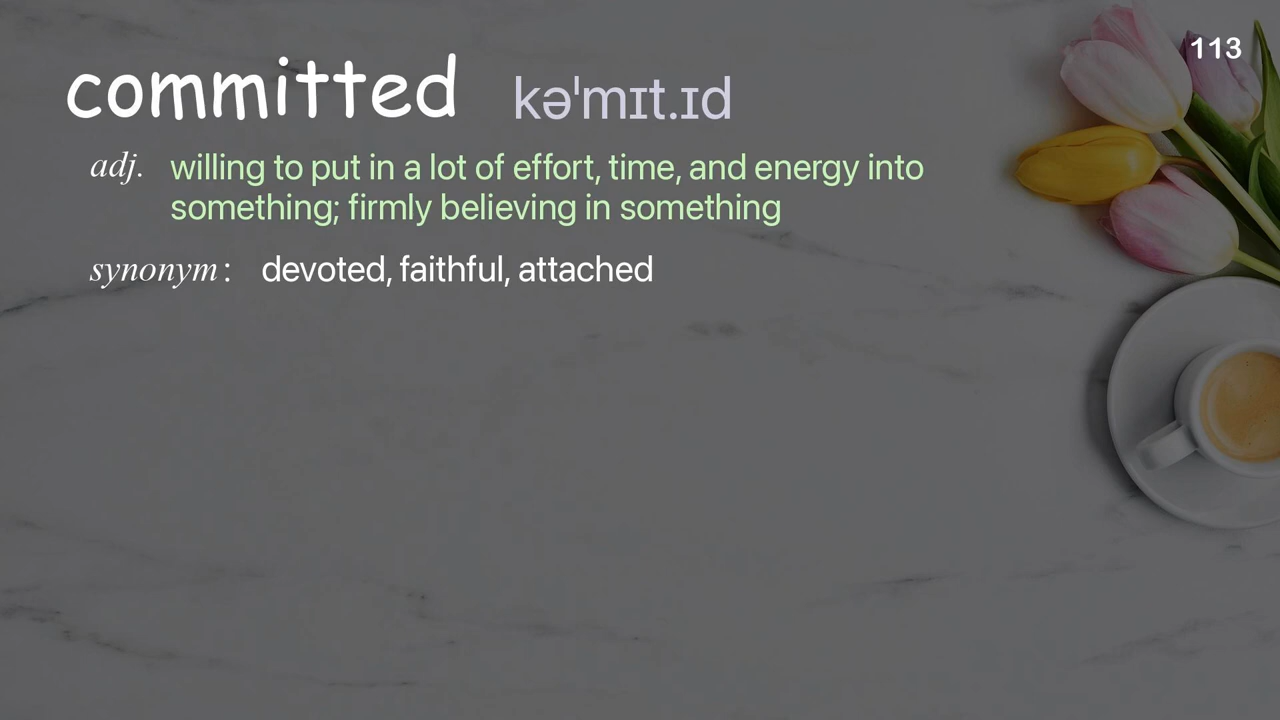 113
committed kəˈmɪt.ɪd
adj. willing to put in a lot of effort, time, and energy into
something; firmly believing in something
synonym: devoted, faithful, attached